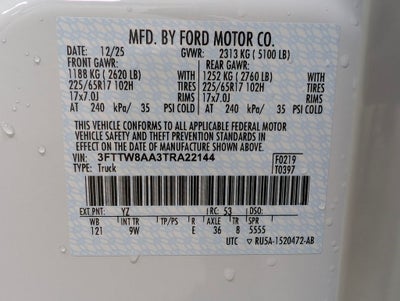 MFD. BY FORD MOTOR CO.
DATE: 12/25 GVWR: 2313 KG ( 5100 LB)
FRONT GAWR: REAR GAWR:
1188 KG ( 2620 LB) WITH 1252 KG ( 2760 LB) WITH
225/65R17 102H TIRES 225/65R17 102H TIRES
17x7.0J RIMS 17x7.0J RIMS
AT 240 kPa/ 35 PSI COLD AT 240 kPa/ 35 PSI COLD
THIS VEHICLE CONFORMS TO ALL APPLICABLE FEDERAL MOTOR
VEHICLE SAFETY AND THEFT PREVENTION STANDARDS IN
EFFECT ON THE DATE OF MANUFACTURE SHOWN ABOVE.
VIN: 3FTTW8AA3TRA22144 F0219
TYPE: Truck T0397
EXT.PNT: YZ RC: 53 DSO:
WB INT TR TP/PS R AXLE TR SPR
121 9W E 36 8 5555
UTC RU5A-1520472-AB